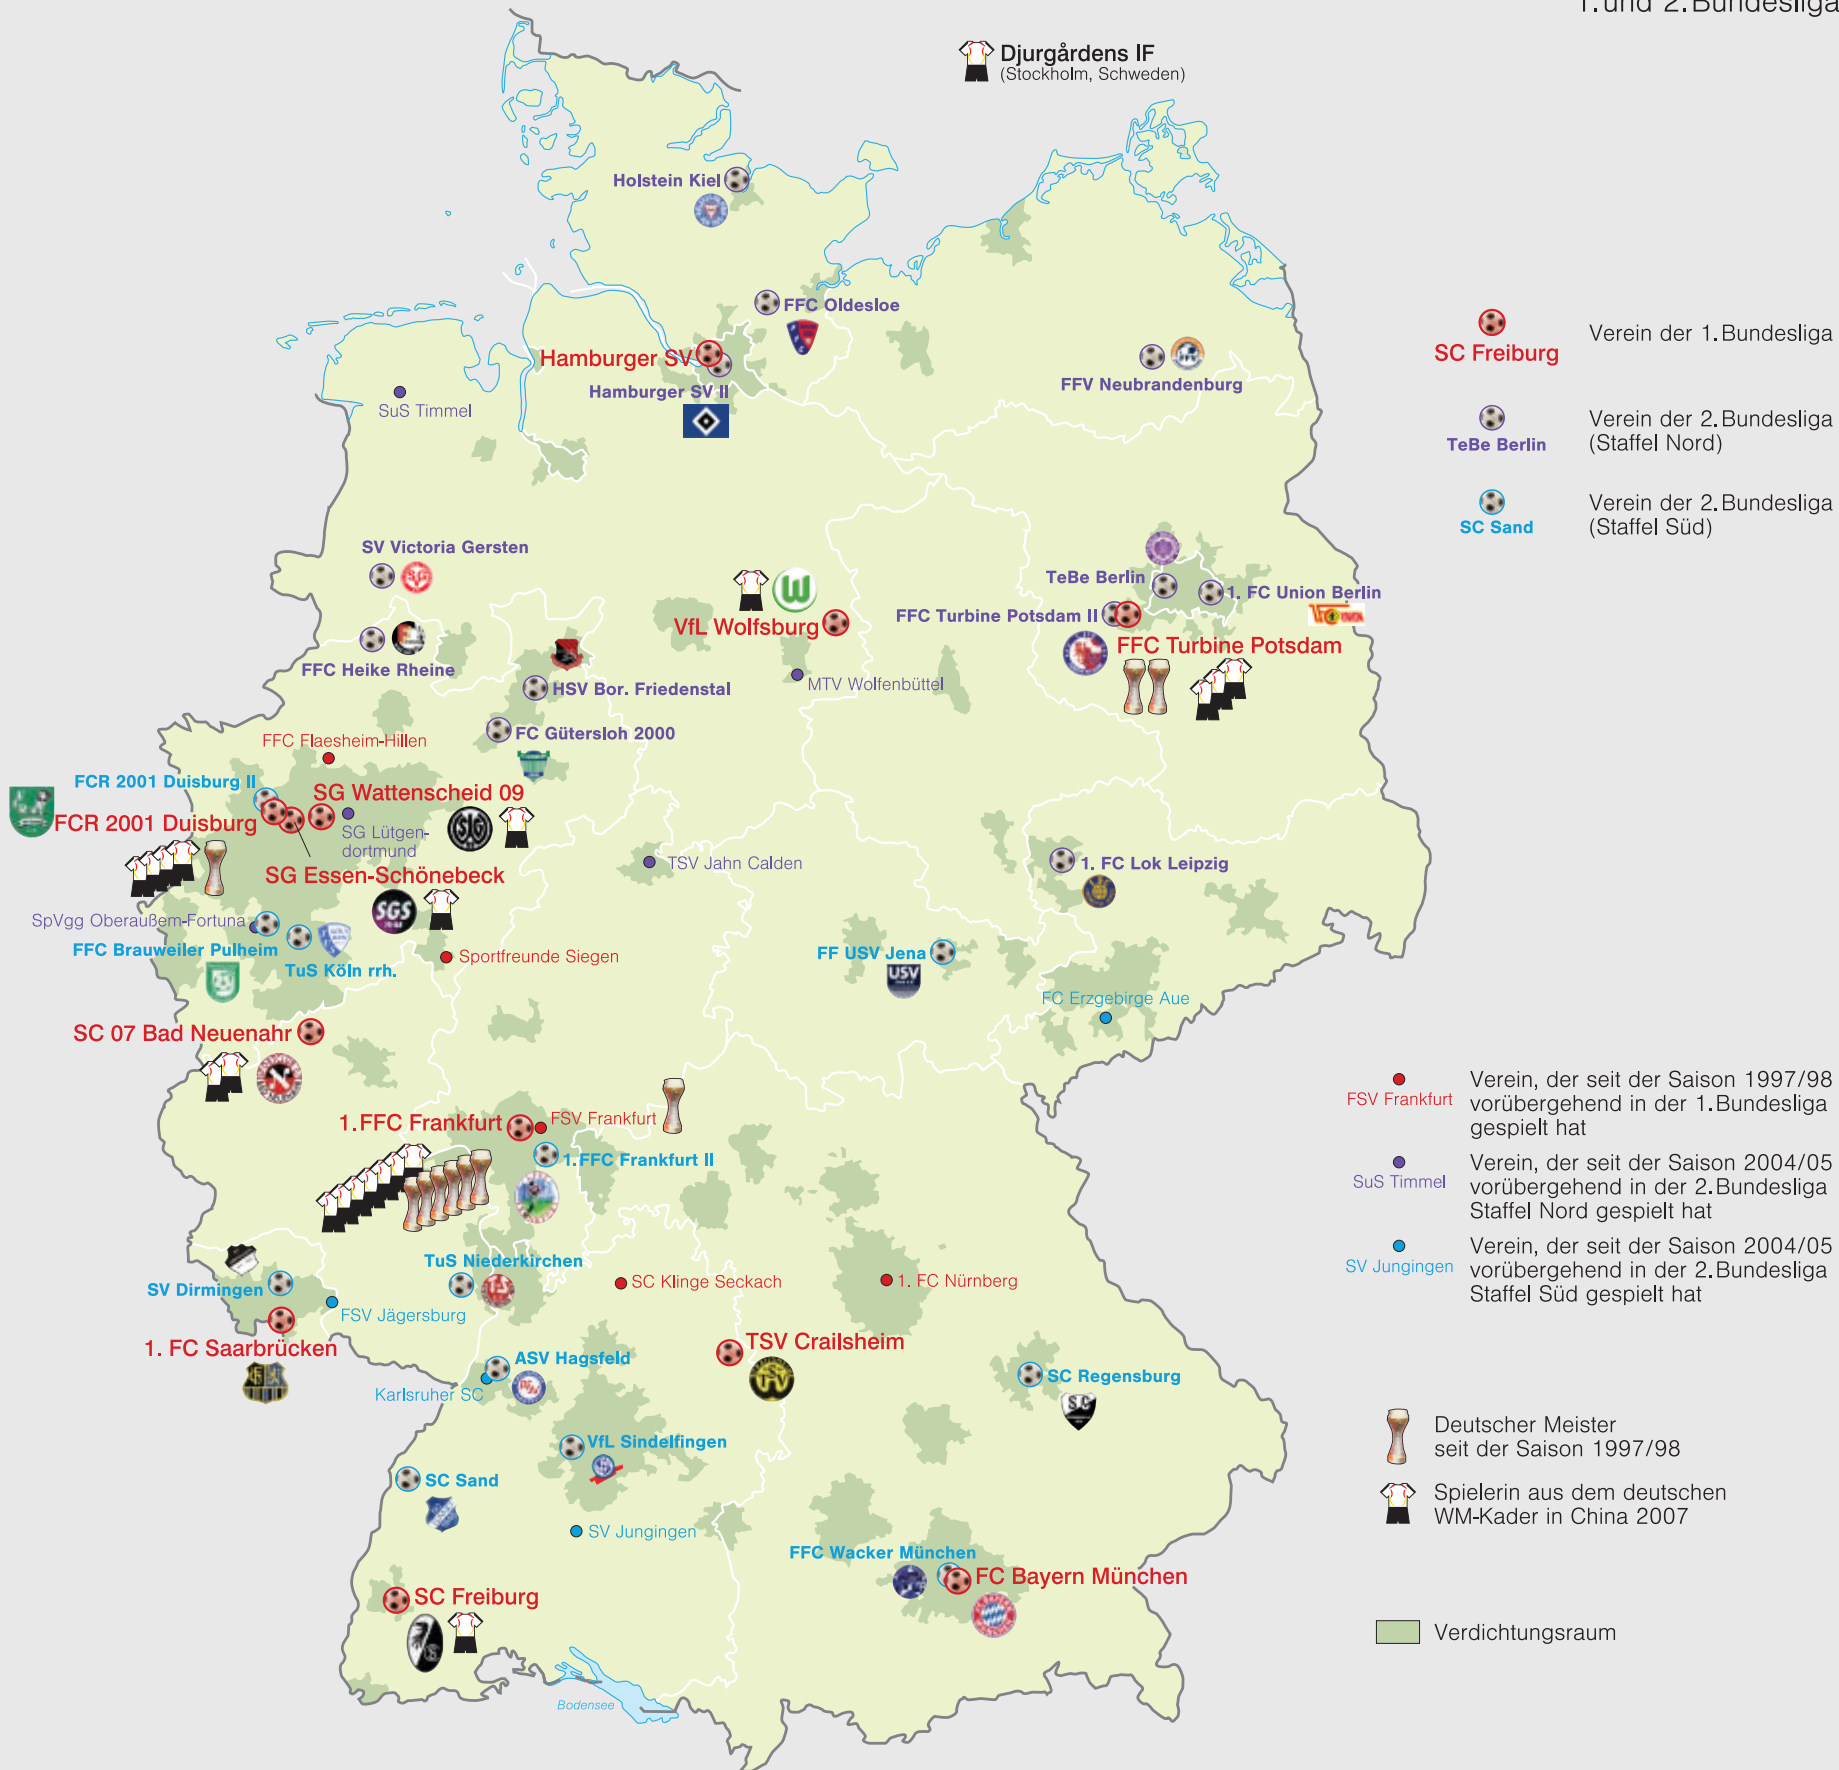 1. und 2. Bundesliga
Djurgårdens IF
(Stockholm, Schweden)
Holstein Kiel
FFC Oldesloe
Hamburger SV
Hamburger SV II
SuS Timmel
FFV Neubrandenburg
SC Freiburg
Verein der 1. Bundesliga
TeBe Berlin
Verein der 2. Bundesliga
(Staffel Nord)
SC Sand
Verein der 2. Bundesliga
(Staffel Süd)
SV Victoria Gersten
TeBe Berlin
1. FC Union Berlin
FFC Turbine Potsdam II
FFC Turbine Potsdam
VfL Wolfsburg
FFC Heike Rheine
MTV Wolfenbüttel
HSV Bor. Friedenstal
FC Gütersloh 2000
FFC Flaesheim-Hillen
FCR 2001 Duisburg II
SG Wattenscheid 09
FCR 2001 Duisburg
SG Lütgen-
dortmund
SG Essen-Schönebeck
SGS
TSV Jahn Calden
1. FC Lok Leipzig
SpVgg Oberaußem-Fortuna
FFC Brauweiler Pulheim
TuS Köln rrh.
Sportfreunde Siegen
FF USV Jena
USV
FC Erzgebirge Aue
SC 07 Bad Neuenahr
1. FFC Frankfurt
FSV Frankfurt
1. FFC Frankfurt II
FSV Frankfurt
Verein, der seit der Saison 1997/98
vorübergehend in der 1. Bundesliga
gespielt hat
SuS Timmel
Verein, der seit der Saison 2004/05
vorübergehend in der 2. Bundesliga
Staffel Nord gespielt hat
SV Jungingen
Verein, der seit der Saison 2004/05
vorübergehend in der 2. Bundesliga
Staffel Süd gespielt hat
TuS Niederkirchen
SV Dirmingen
FSV Jägersburg
SC Klinge Seckach
1. FC Nürnberg
1. FC Saarbrücken
TSV Crailsheim
ASV Hagsfeld
Karlsruher SC
SC Regensburg
SC
VfL Sindelfingen
SC Sand
SV Jungingen
Deutscher Meister
seit der Saison 1997/98
Spielerin aus dem deutschen
WM-Kader in China 2007
FFC Wacker München
FC Bayern München
SC Freiburg
Verdichtungsraum
Bodensee